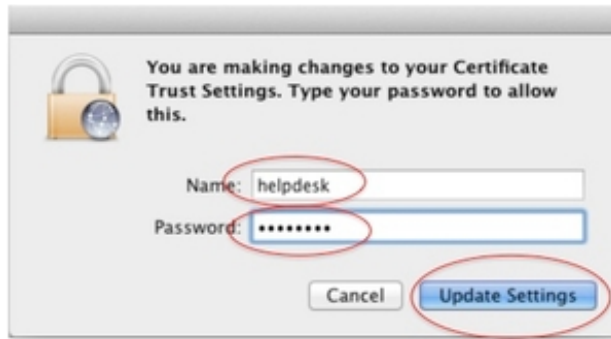 You are making changes to your Certificate
Trust Settings. Type your password to allow
this.
Name: helpdesk
Password: ••••••••
Cancel
Update Settings